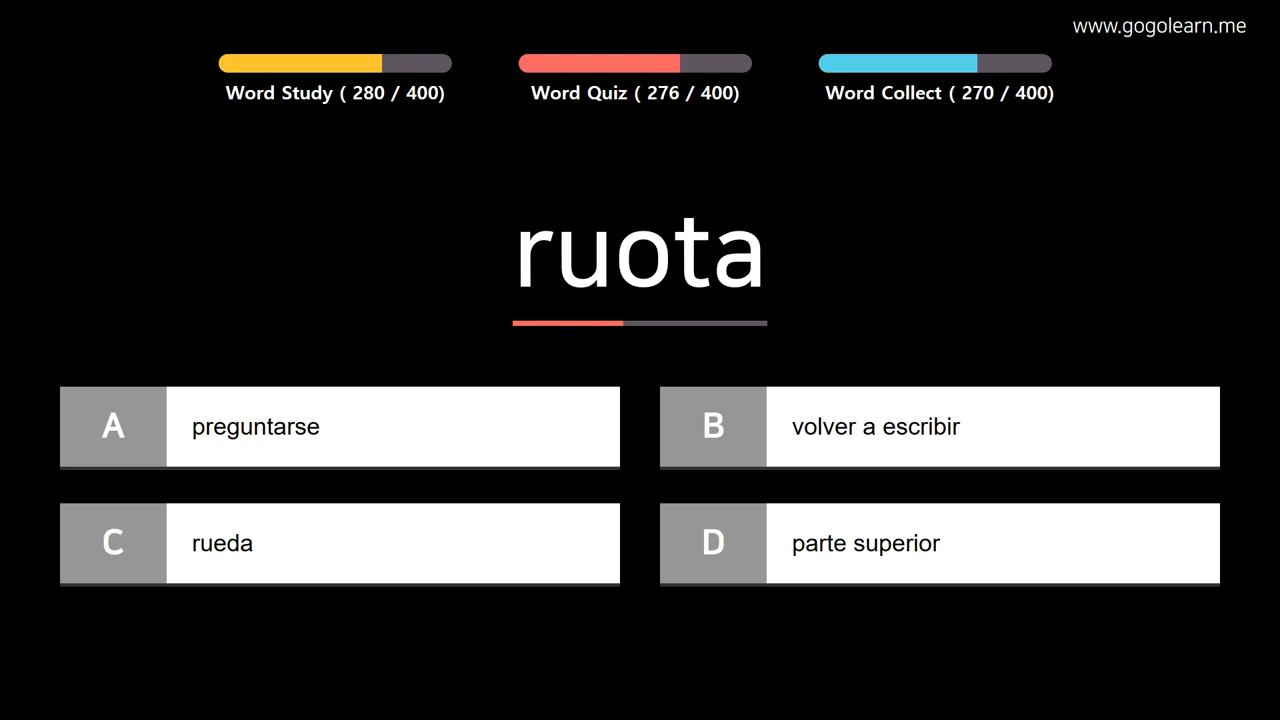 www.gogolearn.me
Word Study ( 280 / 400)
Word Quiz ( 276 / 400)
Word Collect ( 270 / 400)
ruota
A preguntarse
B volver a escribir
C rueda
D parte superior